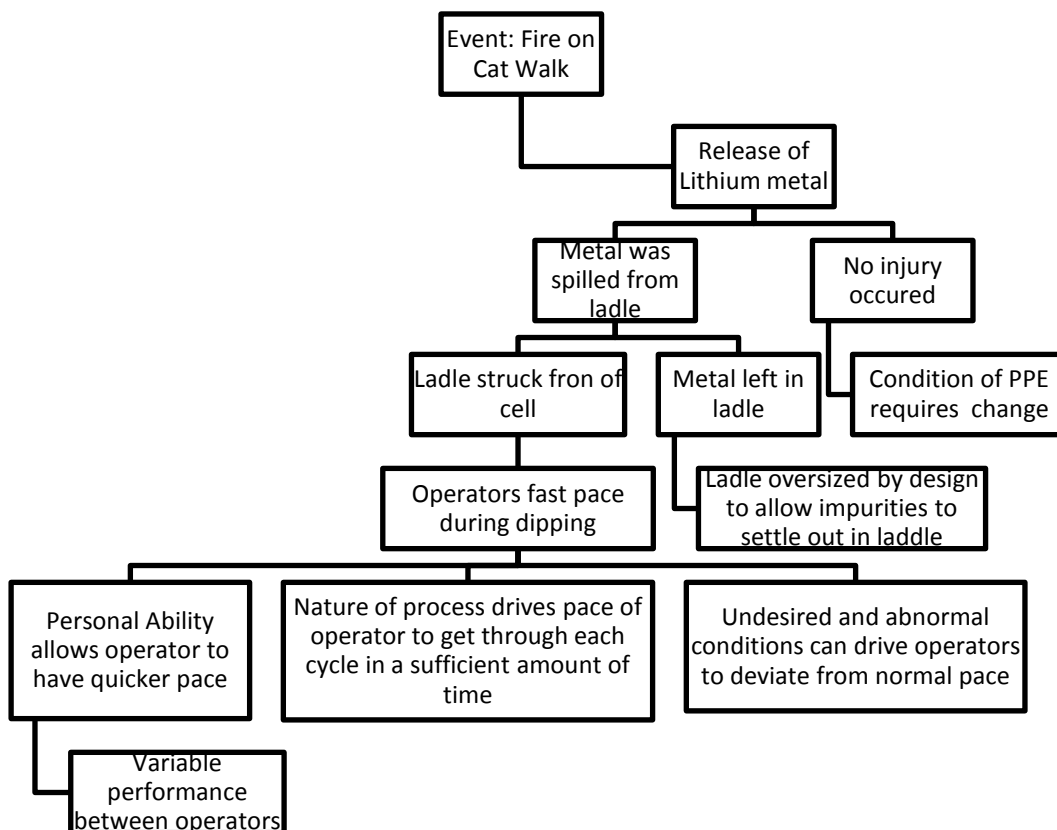 Event: Fire on
Cat Walk
Release of
Lithium metal
Metal was
spilled from
ladle
No injury
occured
Ladle struck fron of
cell
Metal left in
ladle
Condition of PPE
requires change
Operators fast pace
during dipping
Ladle oversized by design
to allow impurities to
settle out in laddle
Personal Ability
allows operator to
have quicker pace
Nature of process drives pace of
operator to get through each
cycle in a sufficient amount of
time
Undesired and abnormal
conditions can drive operators
to deviate from normal pace
Variable
performance
between operators